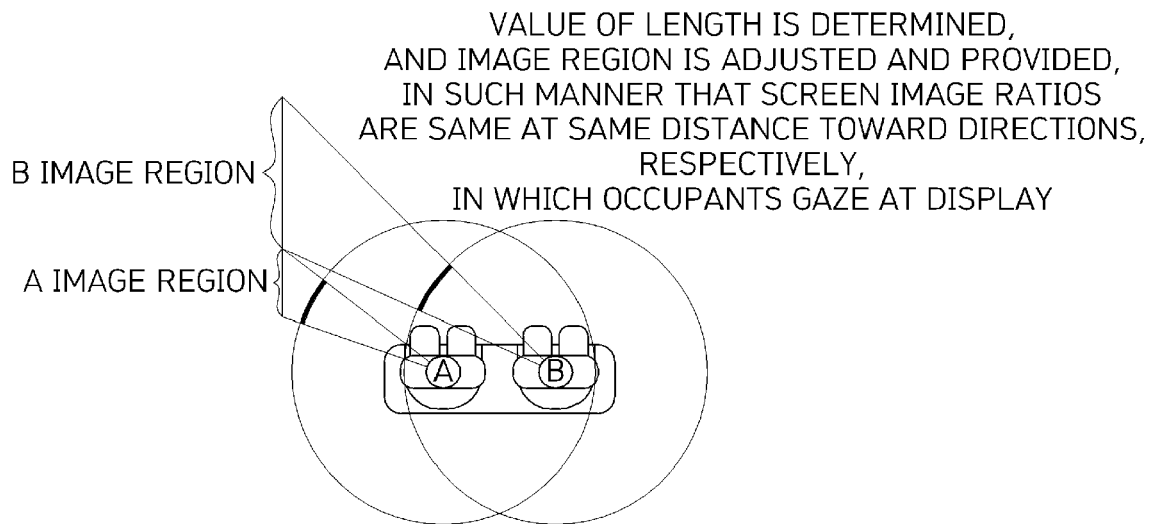 VALUE OF LENGTH IS DETERMINED,
AND IMAGE REGION IS ADJUSTED AND PROVIDED,
IN SUCH MANNER THAT SCREEN IMAGE RATIOS
ARE SAME AT SAME DISTANCE TOWARD DIRECTIONS,
RESPECTIVELY,
IN WHICH OCCUPANTS GAZE AT DISPLAY
B IMAGE REGION
A IMAGE REGION
A
B